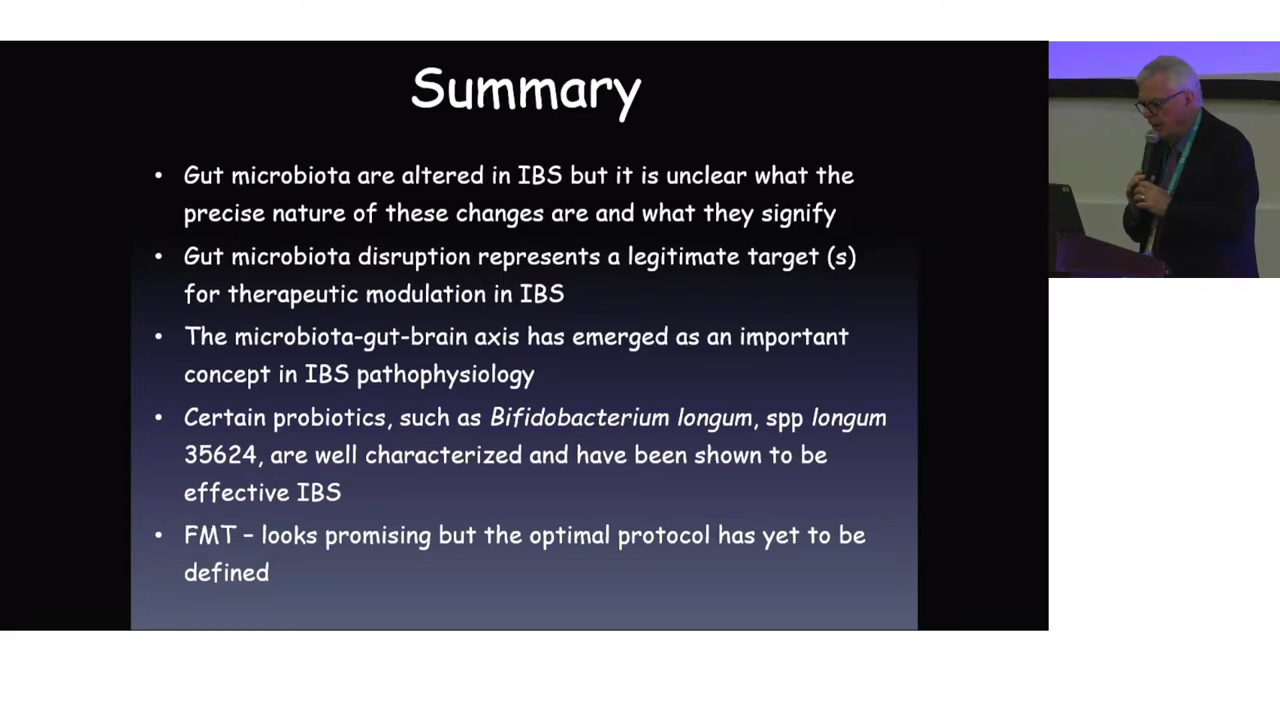 Summary
• Gut microbiota are altered in IBS but it is unclear what the
precise nature of these changes are and what they signify
• Gut microbiota disruption represents a legitimate target (s)
for therapeutic modulation in IBS
• The microbiota-gut-brain axis has emerged as an important
concept in IBS pathophysiology
• Certain probiotics, such as Bifidobacterium longum, spp longum
35624, are well characterized and have been shown to be
effective IBS
• FMT – looks promising but the optimal protocol has yet to be
defined